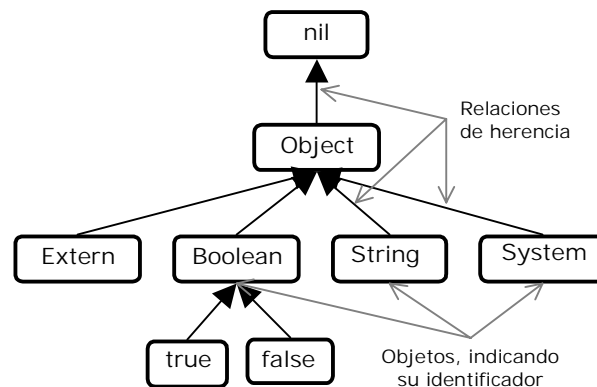 nil
Relaciones
de herencia
Object
Extern
Boolean
String
System
true
false
Objetos, indicando
su identificador